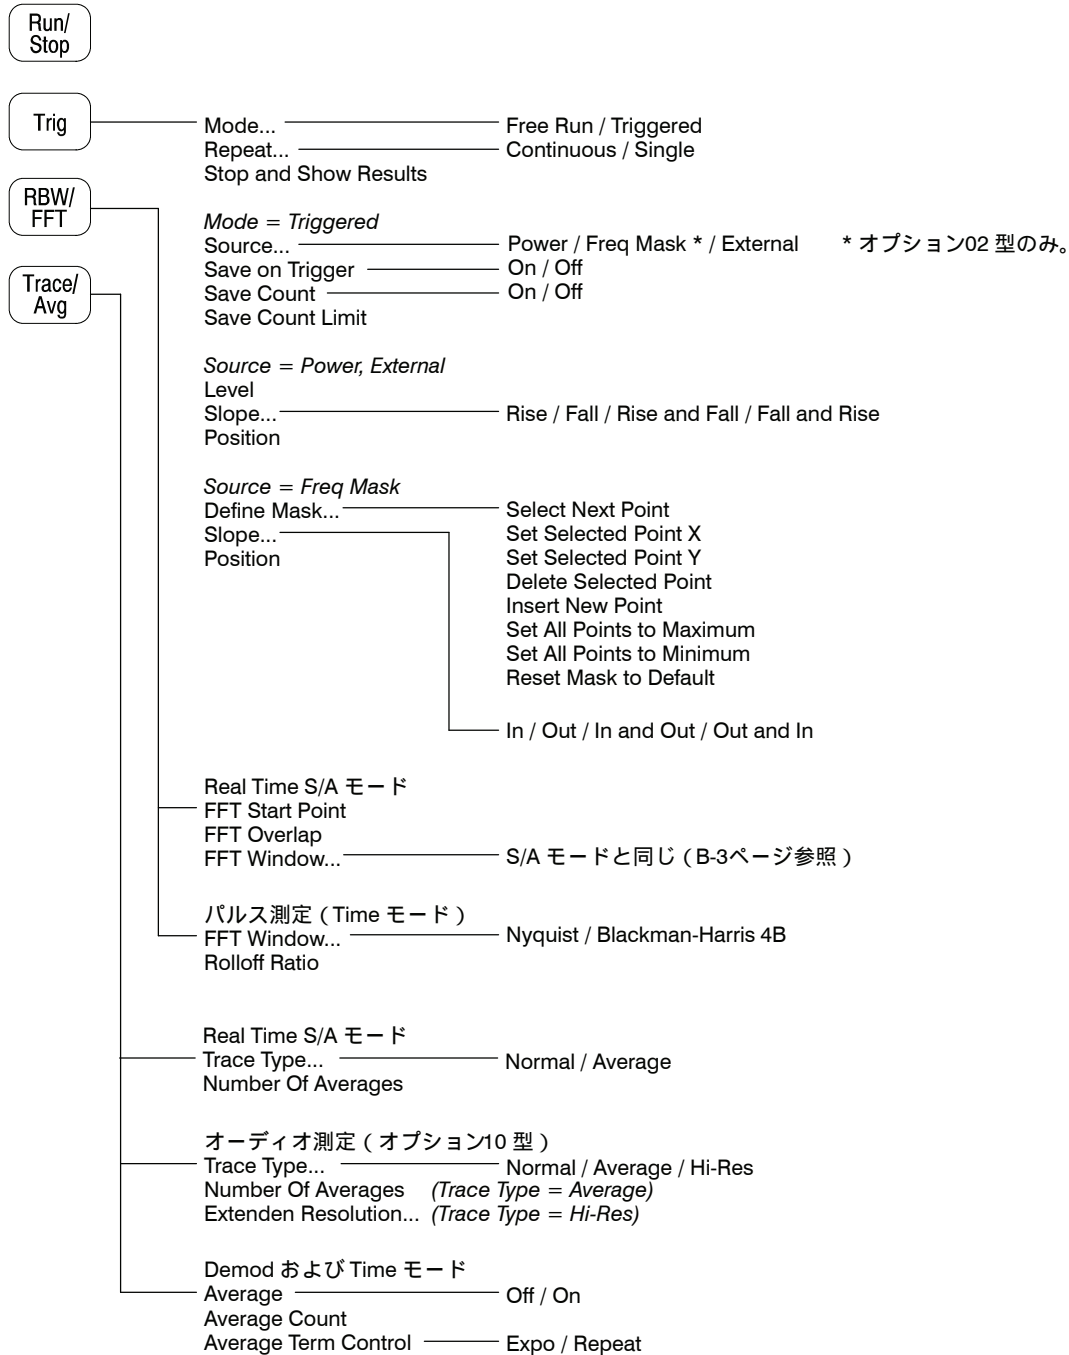 Run/
Stop
Trig
Mode... Free Run / Triggered
Repeat... Continuous / Single
Stop and Show Results
RBW/
FFT
Mode = Triggered
Source... Power / Freq Mask * / External * オプション02 型のみ。
Save on Trigger On / Off
Trace/
Avg
Save Count On / Off
Save Count Limit
Source = Power, External
Level
Slope... Rise / Fall / Rise and Fall / Fall and Rise
Position
Source = Freq Mask
Define Mask... Select Next Point
Slope... Set Selected Point X
Position Set Selected Point Y
Delete Selected Point
Insert New Point
Set All Points to Maximum
Set All Points to Minimum
Reset Mask to Default
In / Out / In and Out / Out and In
Real Time S/A モード
FFT Start Point
FFT Overlap
FFT Window... S/A モードと同じ ( B-3ページ参照 )
パルス測定 ( Time モード )
FFT Window... Nyquist / Blackman-Harris 4B
Rolloff Ratio
Real Time S/A モード
Trace Type... Normal / Average
Number Of Averages
オーディオ測定 ( オプション10 型 )
Trace Type... Normal / Average / Hi-Res
Number Of Averages (Trace Type = Average)
Extenden Resolution... (Trace Type = Hi-Res)
Demod および Time モード
Average Off / On
Average Count
Average Term Control Expo / Repeat